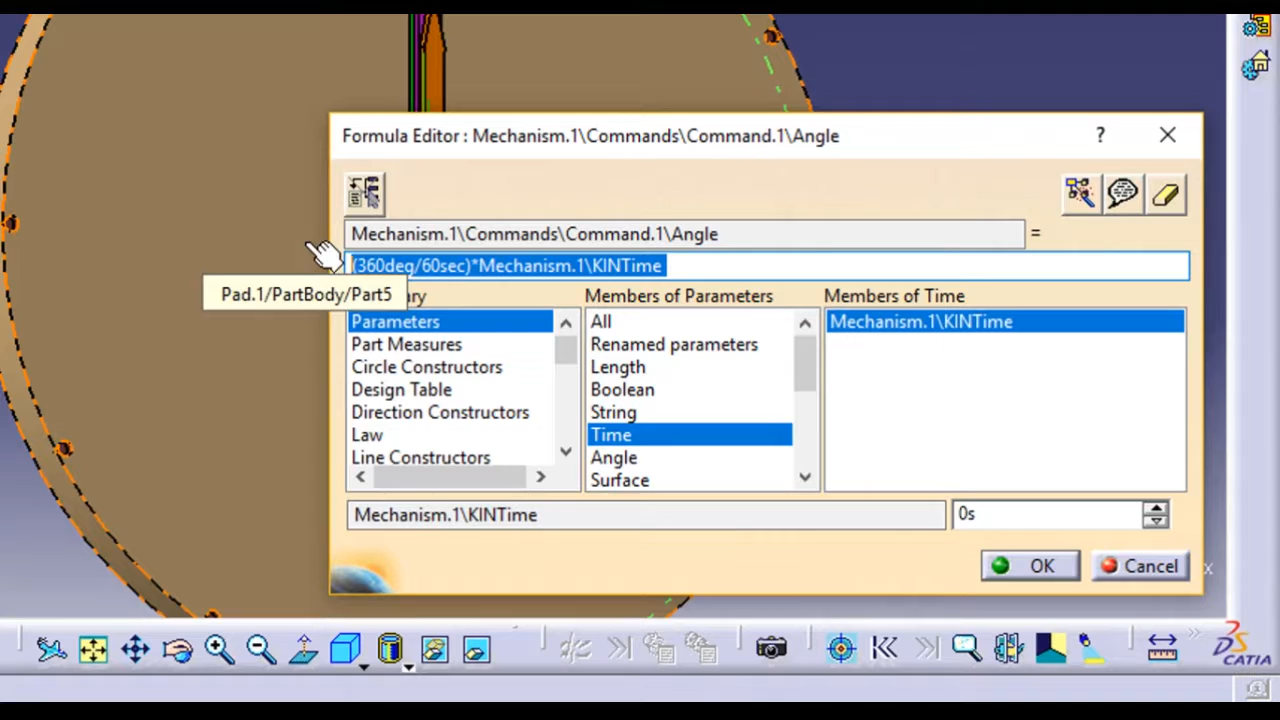 Formula Editor : Mechanism.1\Commands\Command.1\Angle
?
Mechanism.1\Commands\Command.1\Angle
=
(360deg/60sec)*Mechanism.1\KINTime
Pad.1/PartBody/Part5
ary
Members of Parameters
Members of Time
Parameters
Part Measures
Circle Constructors
Design Table
Direction Constructors
Law
Line Constructors
All
Renamed parameters
Length
Boolean
String
Time
Angle
Surface
Mechanism.1\KINTime
Mechanism.1\KINTime
0s
OK
Cancel
x
CATIA